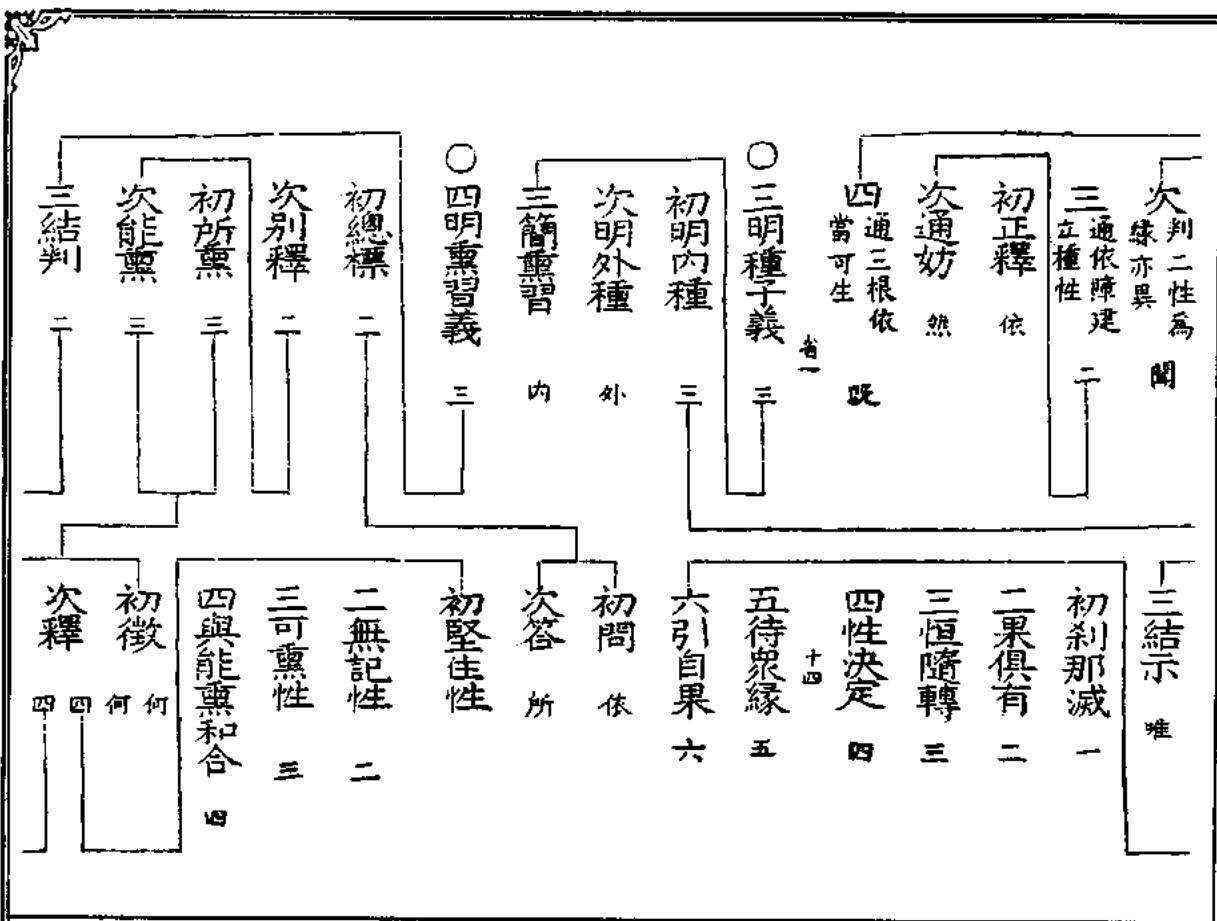 次 判二性為緣亦異 聞
三 通依障建立種性 二
初正釋 依
次通妨 然
四 通三根依當可生 既
省一
○三明種子義 三
初明內種 三
次明外種 外
三簡熏習 內
○四明熏習義 三
初總標 二
次別釋 二
初所熏 三
次能熏 三
三結判 二
三結示 唯
初剎那滅 一
二果俱有 二
三恒隨轉 三
四性決定 四
十四
五待眾緣 五
六引自果 六
初問 依
次答 所
初堅住性
二無記性 二
三可熏性 三
四與能熏和合 四
初徵 何何
次釋 四四